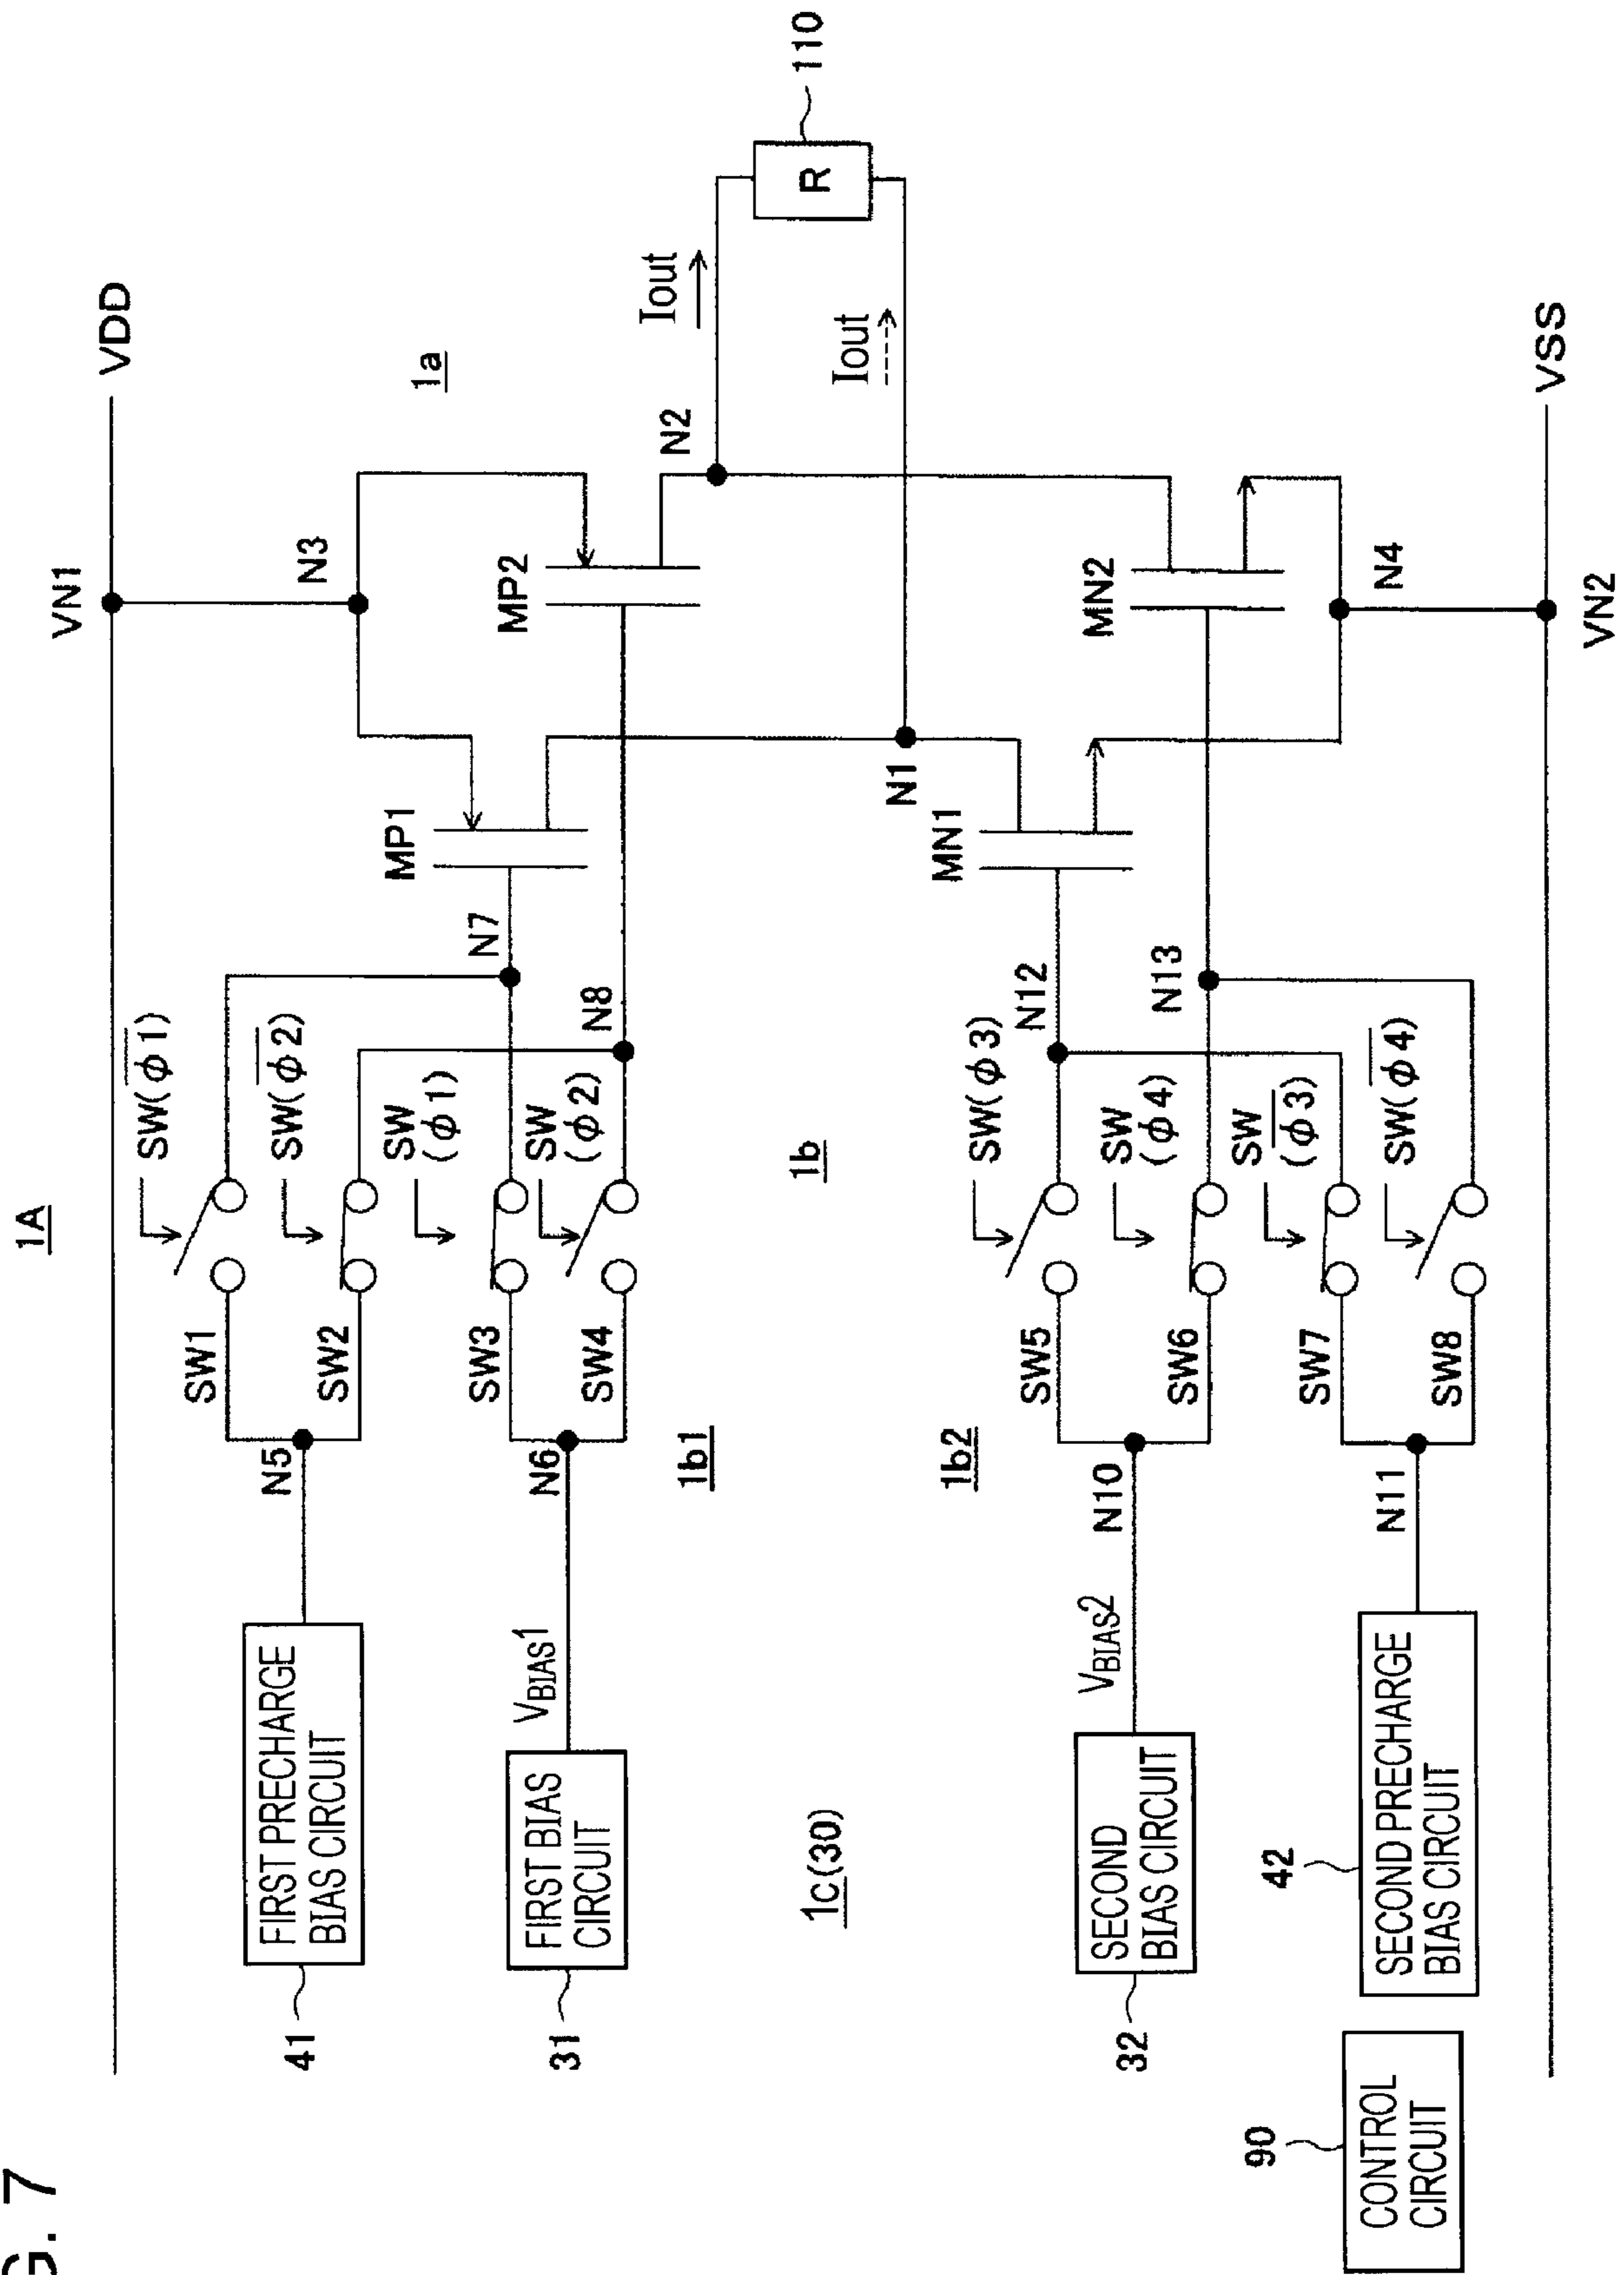 G. 7
1A
VN1
VDD
SW(φ1)
SW1
SW(φ2)
SW2
SW
(φ1)
SW3
SW
(φ2)
SW4
N5
N6
N7
N8
N3
MP1
MP2
1a
N2
Iout
Iout
R
110
FIRST PRECHARGE
BIAS CIRCUIT
41
VBIAS1
FIRST BIAS
CIRCUIT
31
1b1
1b
N1
MN1
MN2
N12
N13
N4
1b2
SW(φ3)
SW5
SW
(φ4)
SW6
SW
(φ3)
SW7
SW(φ4)
SW8
N10
N11
1c(30)
VBIAS2
SECOND
BIAS CIRCUIT
32
SECOND PRECHARGE
BIAS CIRCUIT
42
CONTROL
CIRCUIT
90
VSS
VN2